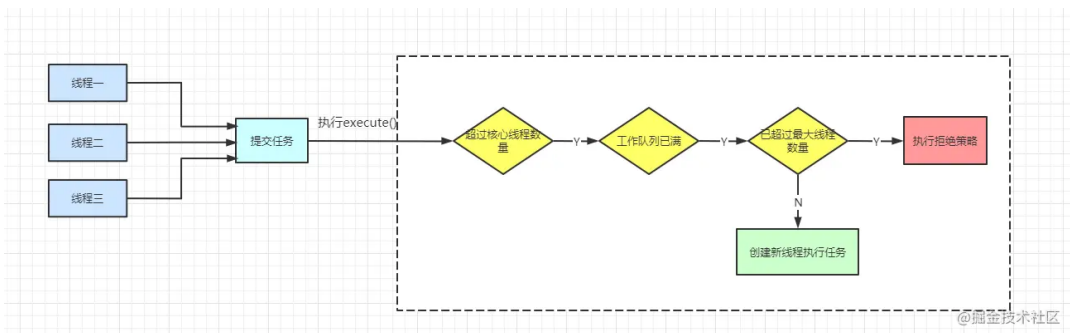 线程一
线程二
线程三
提交任务
执行execute()
超过核心线程数
量
Y
工作队列已满
Y
已超过最大线程
数量
Y
执行拒绝策略
N
创建新线程执行任务
@掘金技术社区